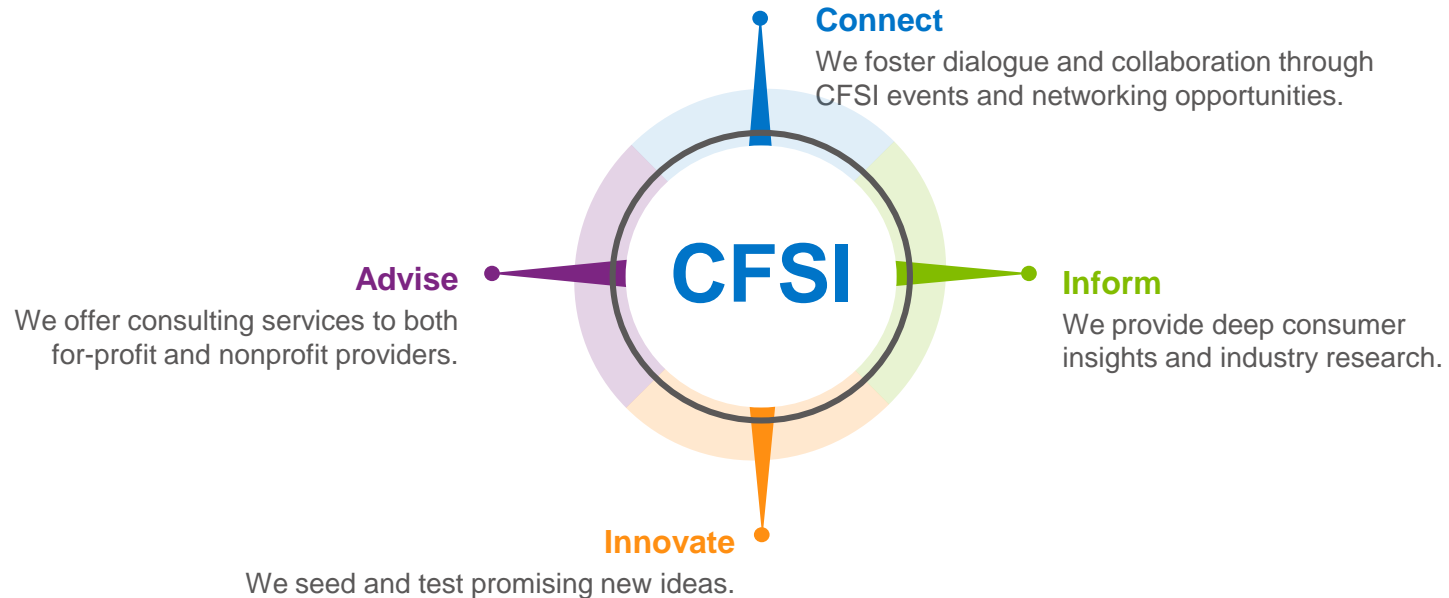 Connect
We foster dialogue and collaboration through
CFSI events and networking opportunities.
CFSI
Advise
We offer consulting services to both
for-profit and nonprofit providers.
Inform
We provide deep consumer
insights and industry research.
Innovate
We seed and test promising new ideas.